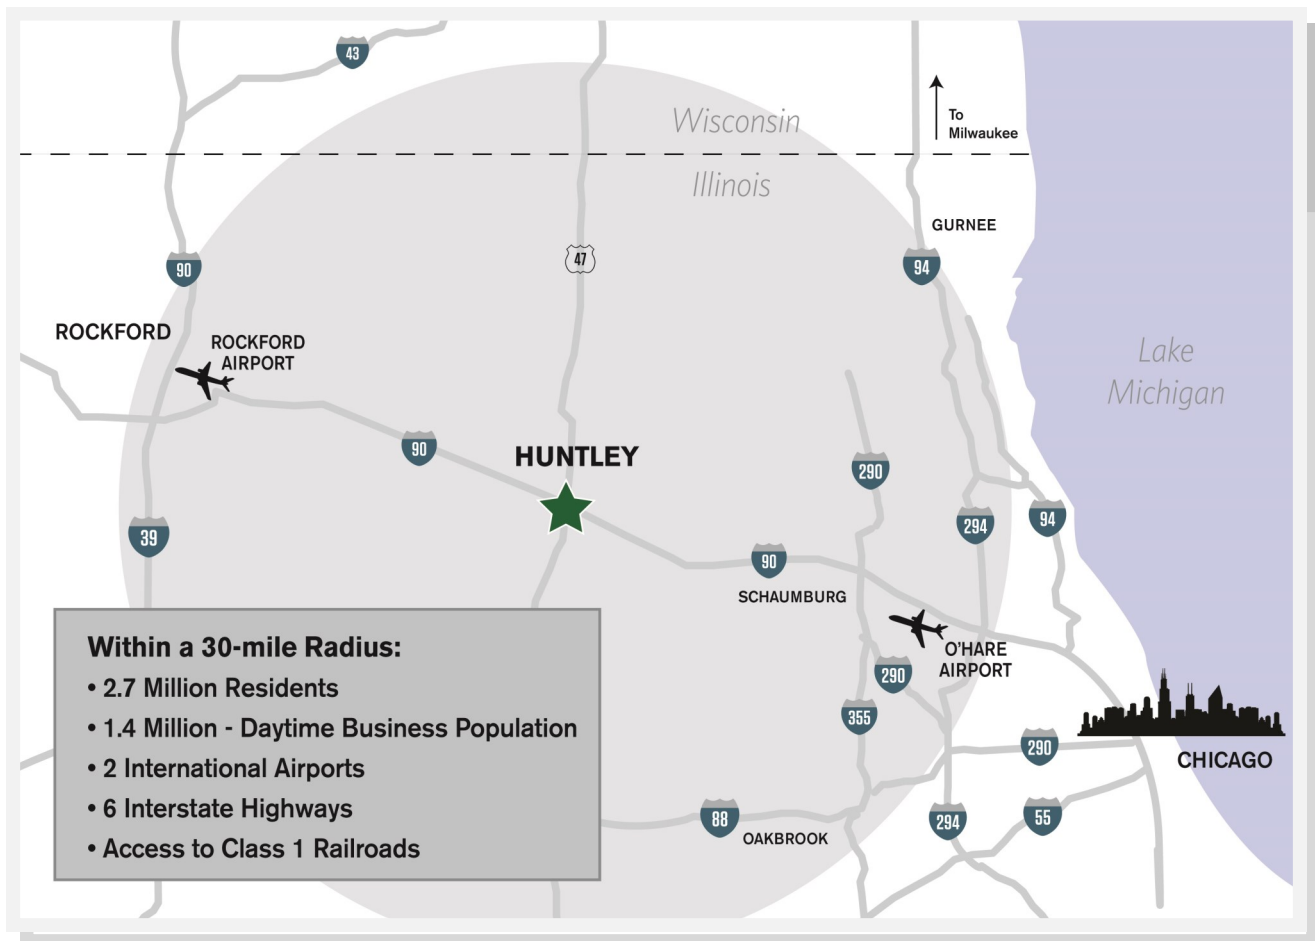 43
Wisconsin
To
Milwaukee
Illinois
GURNEE
47
90
94
ROCKFORD
ROCKFORD
AIRPORT
Lake
Michigan
90
HUNTLEY
290
39
294
94
90
SCHAUMBURG
O'HARE
AIRPORT
290
355
290
CHICAGO
88
OAKBROOK
294
55
Within a 30-mile Radius:
• 2.7 Million Residents
• 1.4 Million - Daytime Business Population
• 2 International Airports
• 6 Interstate Highways
• Access to Class 1 Railroads